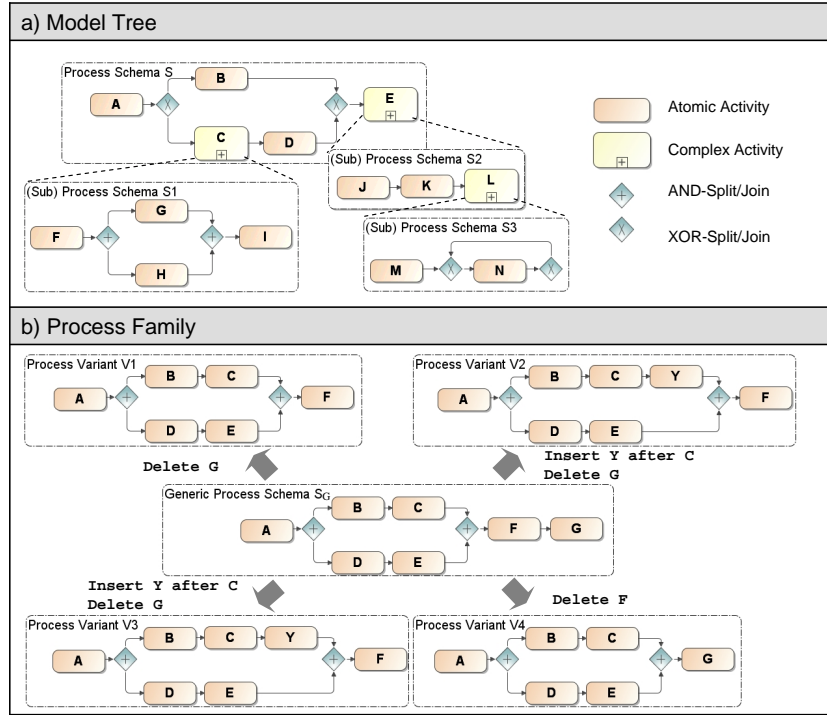 a) Model Tree
Process Schema S
A
B
C
D
E
Atomic Activity
Complex Activity
AND-Split/Join
XOR-Split/Join
(Sub) Process Schema S2
J
K
L
(Sub) Process Schema S1
F
G
H
I
(Sub) Process Schema S3
M
N
b) Process Family
Process Variant V1
A
B
C
D
E
F
Process Variant V2
A
B
C
Y
D
E
F
Delete G
Insert Y after C
Delete G
Generic Process Schema SG
A
B
C
D
E
F
G
Insert Y after C
Delete G
Delete F
Process Variant V3
A
B
C
Y
D
E
F
Process Variant V4
A
B
C
D
E
G